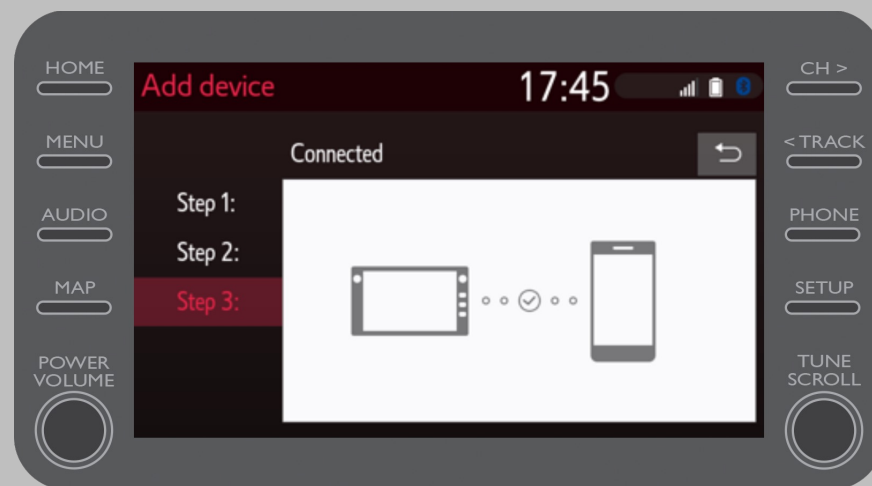 HOME
MENU
AUDIO
MAP
POWER
VOLUME
Add device
17:45
Connected
Step 1:
Step 2:
Step 3:
CH >
< TRACK
PHONE
SETUP
TUNE
SCROLL